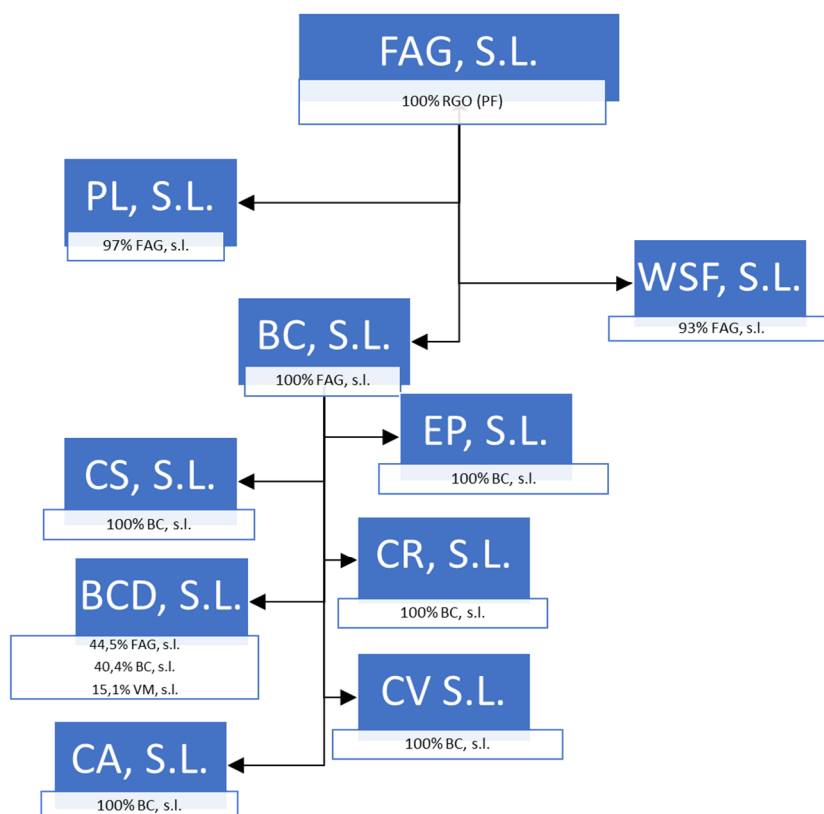 FAG, S.L.
100% RGO (PF)
PL, S.L.
97% FAG, s.l.
WSF, S.L.
93% FAG, s.l.
BC, S.L.
100% FAG, s.l.
EP, S.L.
100% BC, s.l.
CS, S.L.
100% BC, s.l.
CR, S.L.
100% BC, s.l.
BCD, S.L.
44,5% FAG, s.l.
40,4% BC, s.l.
15,1% VM, s.l.
CV S.L.
100% BC, s.l.
CA, S.L.
100% BC, s.l.